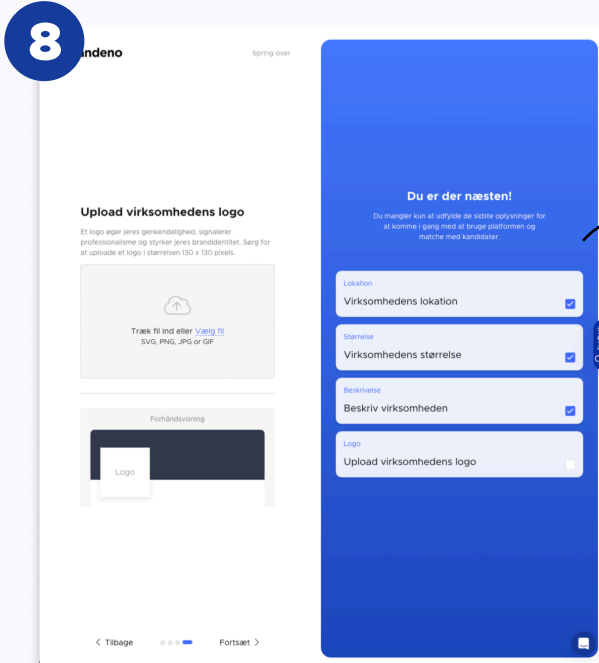 8
ndeno
Spring over
Upload virksomhedens logo
Et logo øger jeres genkendelighed, signalerer
professionalisme og styrker jeres brandidentitet. Sørg for
at uploade et logo i størrelsen 130 x 130 pixels.
Træk fil ind eller Vælg fil
SVG, PNG, JPG or GIF
Forhåndsvisning
Logo
Tilbage
Fortsæt
Du er der næsten!
Du mangler kun at udfylde de sidste oplysninger for
at komme i gang med at bruge platformen og
matche med kandidater.
Lokation
Virksomhedens lokation
Størrelse
Virksomhedens størrelse
Beskrivelse
Beskriv virksomheden
Logo
Upload virksomhedens logo